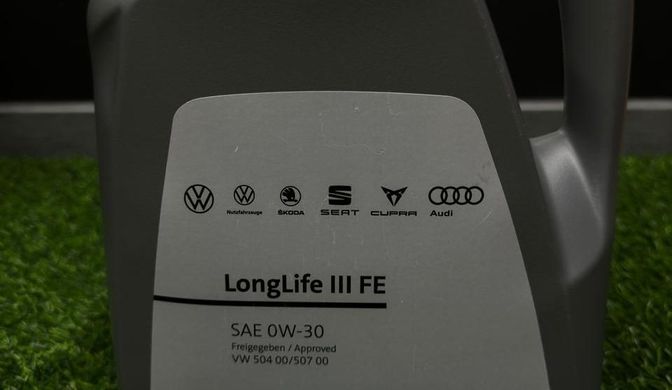 Nutzfahrzeuge ŠKODA SEAT CUPRA Audi
LongLife III FE
SAE 0W-30
Freigegeben / Approved
VW 504 00/507 00